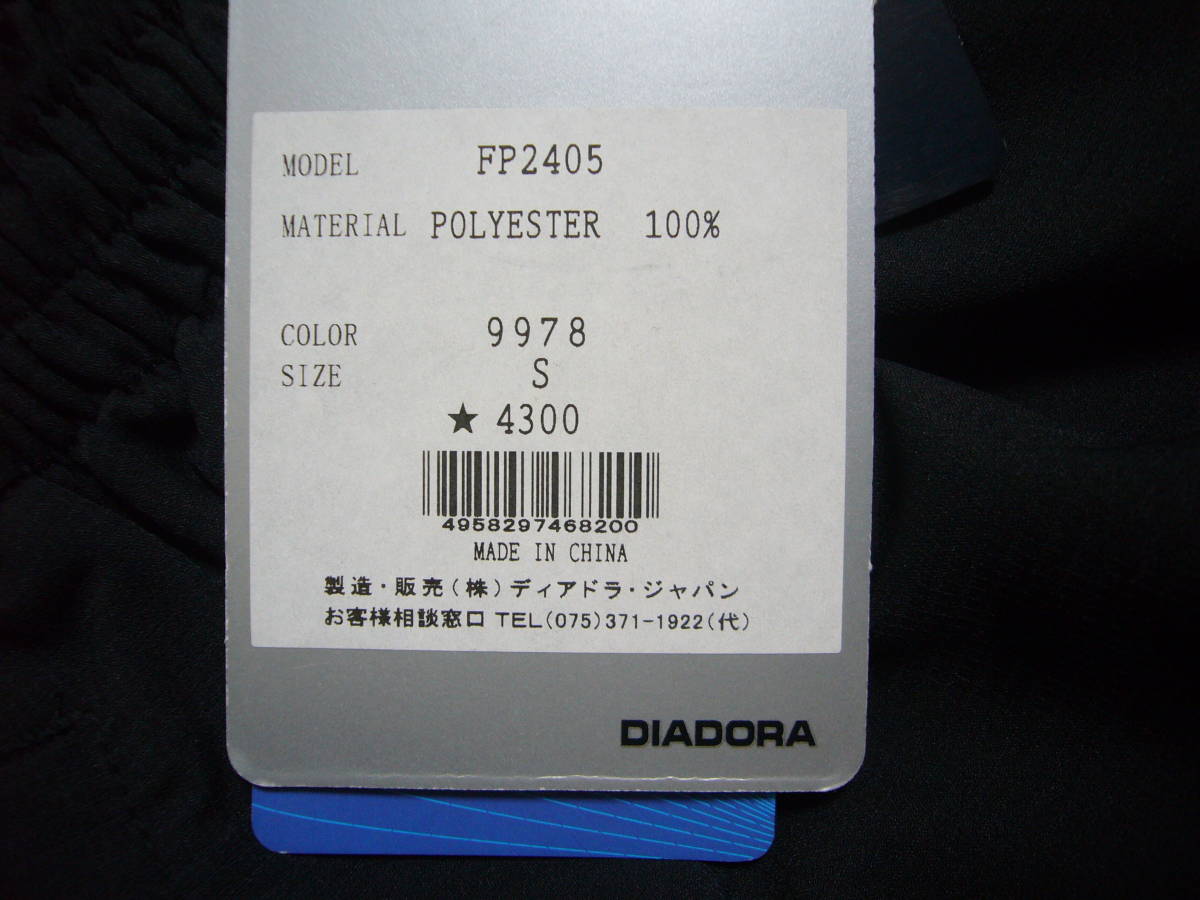 MODEL FP2405
MATERIAL POLYESTER 100%
COLOR 9978
SIZE S
★ 4300
4958297468200
MADE IN CHINA
製造・販売(株)ディアドラ・ジャパン
お客様相談窓口 TEL(075)371-1922(代)
DIADORA